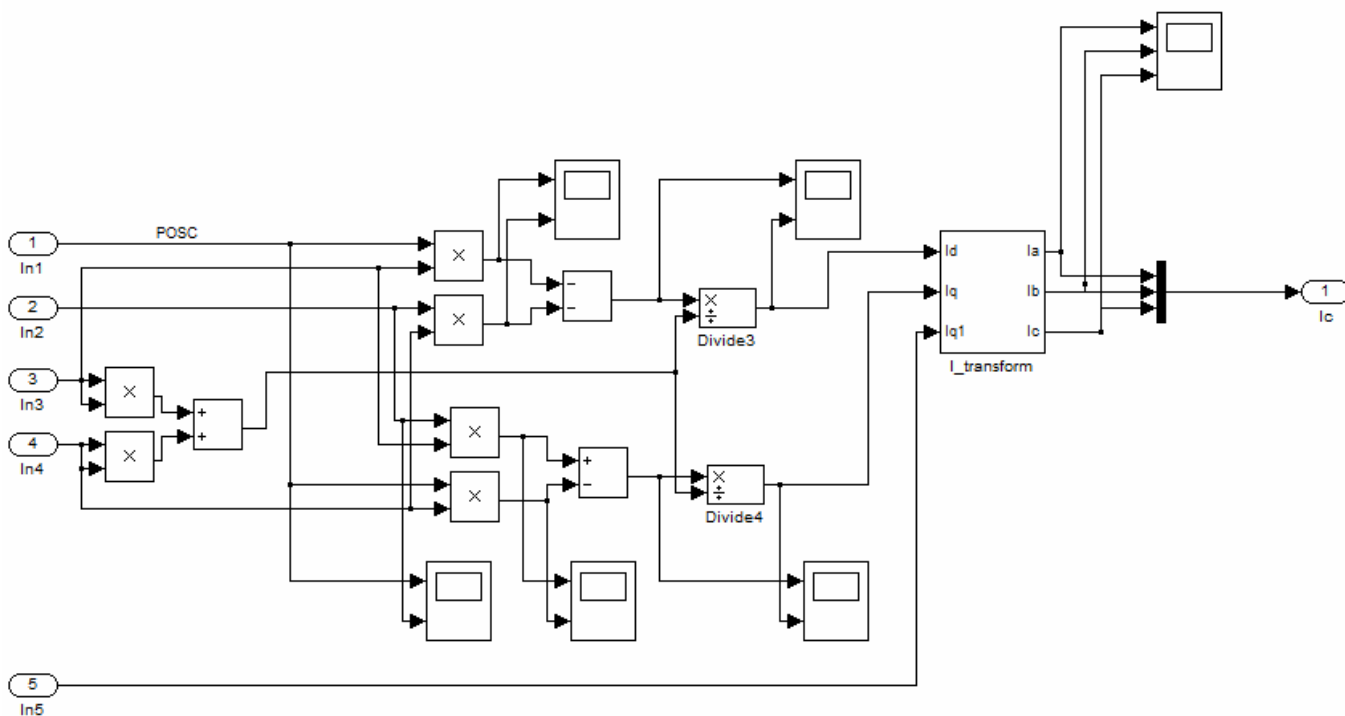 POSC
1
In1
2
In2
3
In3
4
In4
5
In5
×
×
×
×
+
+
−
−
×
÷
Divide3
×
×
+
−
×
÷
Divide4
Id
Iq
Iq1
Ia
Ib
Ic
I_transform
1
Ic